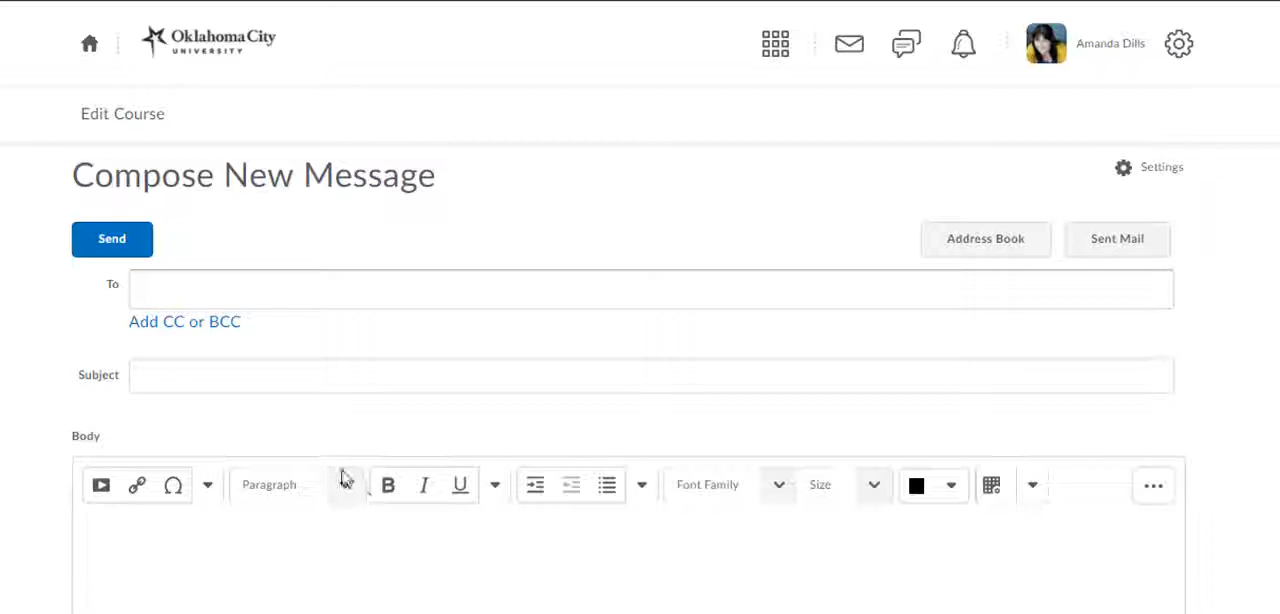 Oklahoma City
UNIVERSITY
Amanda Dills
Edit Course
Compose New Message
Settings
Send
Address Book
Sent Mail
To
Add CC or BCC
Subject
Body
Paragraph
B I U
Font Family
Size